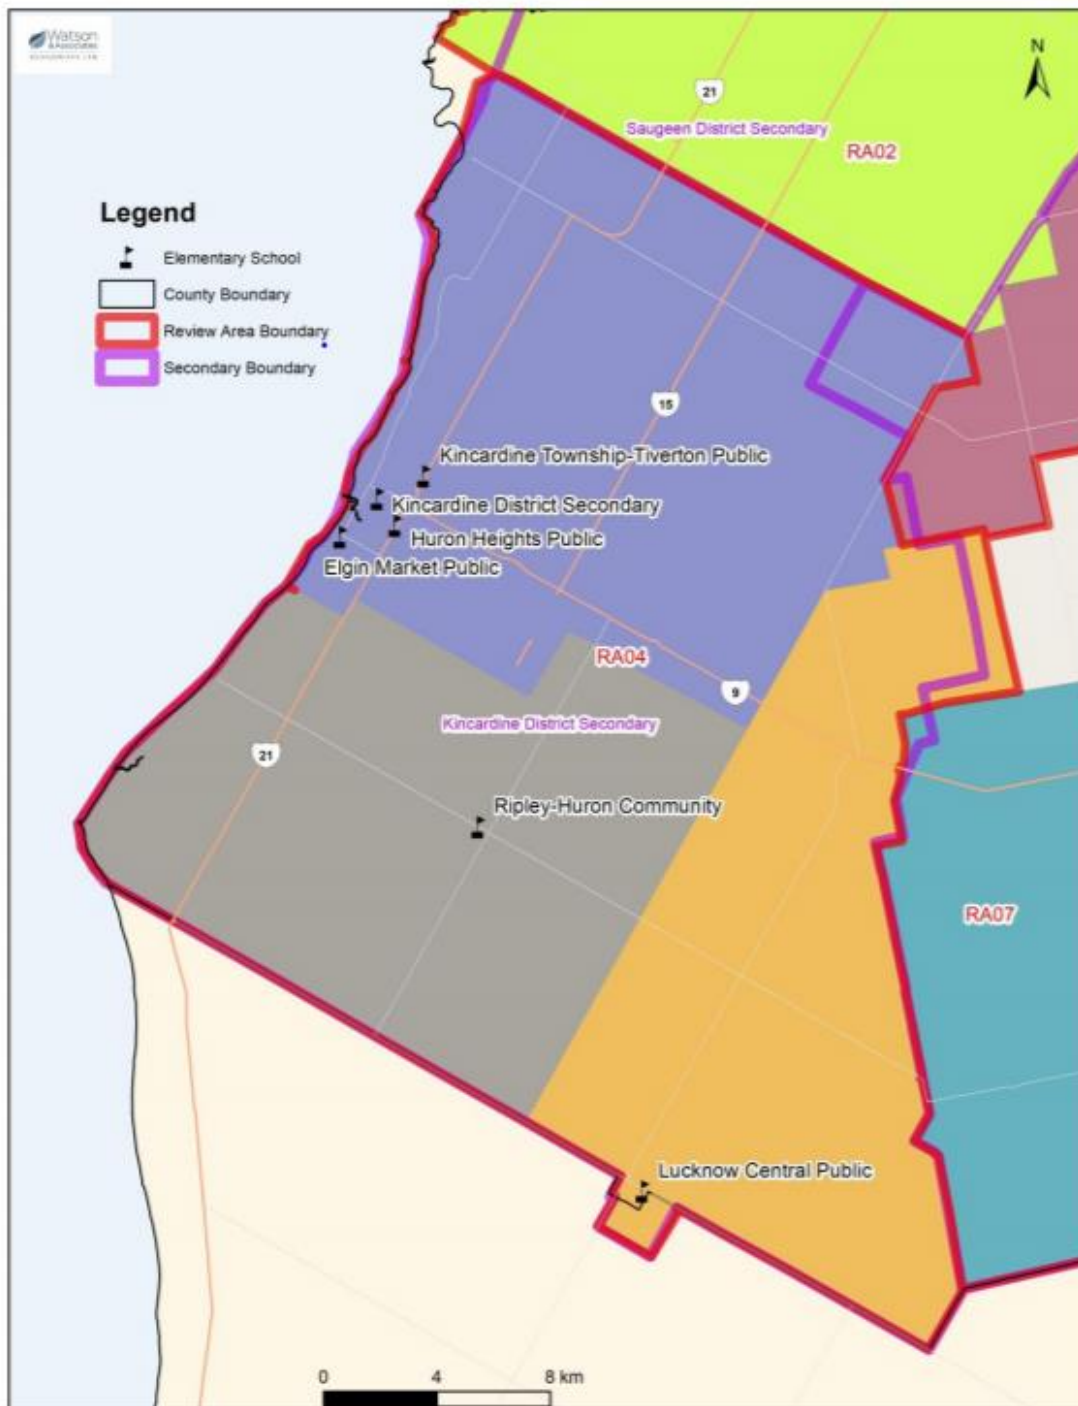 Watson
& Associates
N
21
Saugeen District Secondary
RA02
Legend
Elementary School
County Boundary
Review Area Boundary
Secondary Boundary
15
Kincardine Township-Tiverton Public
Kincardine District Secondary
Huron Heights Public
Elgin Market Public
RA04
9
Kincardine District Secondary
21
Ripley-Huron Community
RA07
Lucknow Central Public
0 4 8 km